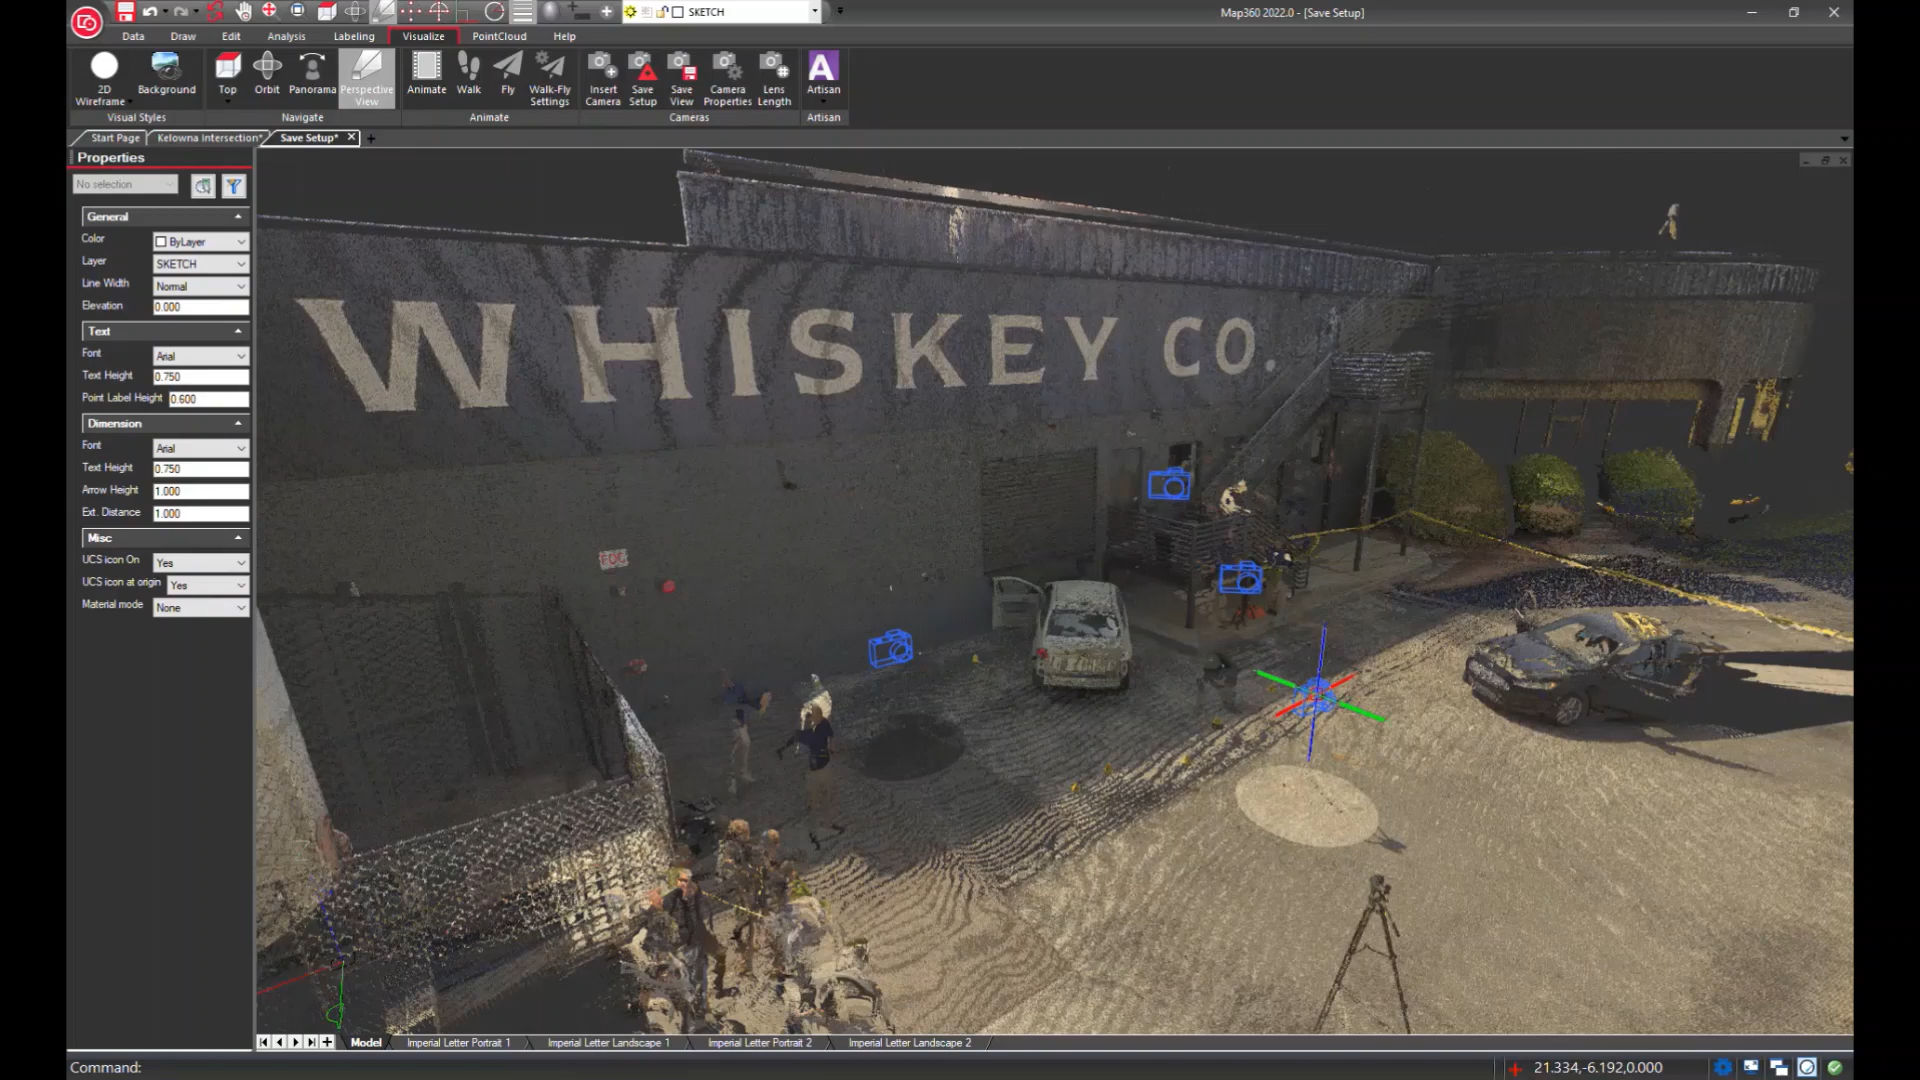 SKETCH
Map360 2022.0 - [Save Setup]
Data Draw Edit Analysis Labeling Visualize PointCloud Help
2D Wireframe
Background
Top
Orbit
Panorama
Perspective View
Animate
Walk
Fly
Walk-Fly Settings
Insert Camera
Save Setup
Save View
Camera Properties
Lens Length
Artisan
Visual Styles
Navigate
Animate
Cameras
Artisan
Start Page
Kelowna Intersection*
Save Setup*
Properties
No selection
General
Color ByLayer
Layer SKETCH
Line Width Normal
Elevation 0.000
Text
Font Arial
Text Height 0.750
Point Label Height 0.600
Dimension
Font Arial
Text Height 0.750
Arrow Height 1.000
Ext. Distance 1.000
Misc
UCS icon On Yes
UCS icon at origin Yes
Material mode None
WHISKEY CO.
FDC
Model
Imperial Letter Portrait 1
Imperial Letter Landscape 1
Imperial Letter Portrait 2
Imperial Letter Landscape 2
Command:
21.334,-6.192,0.000